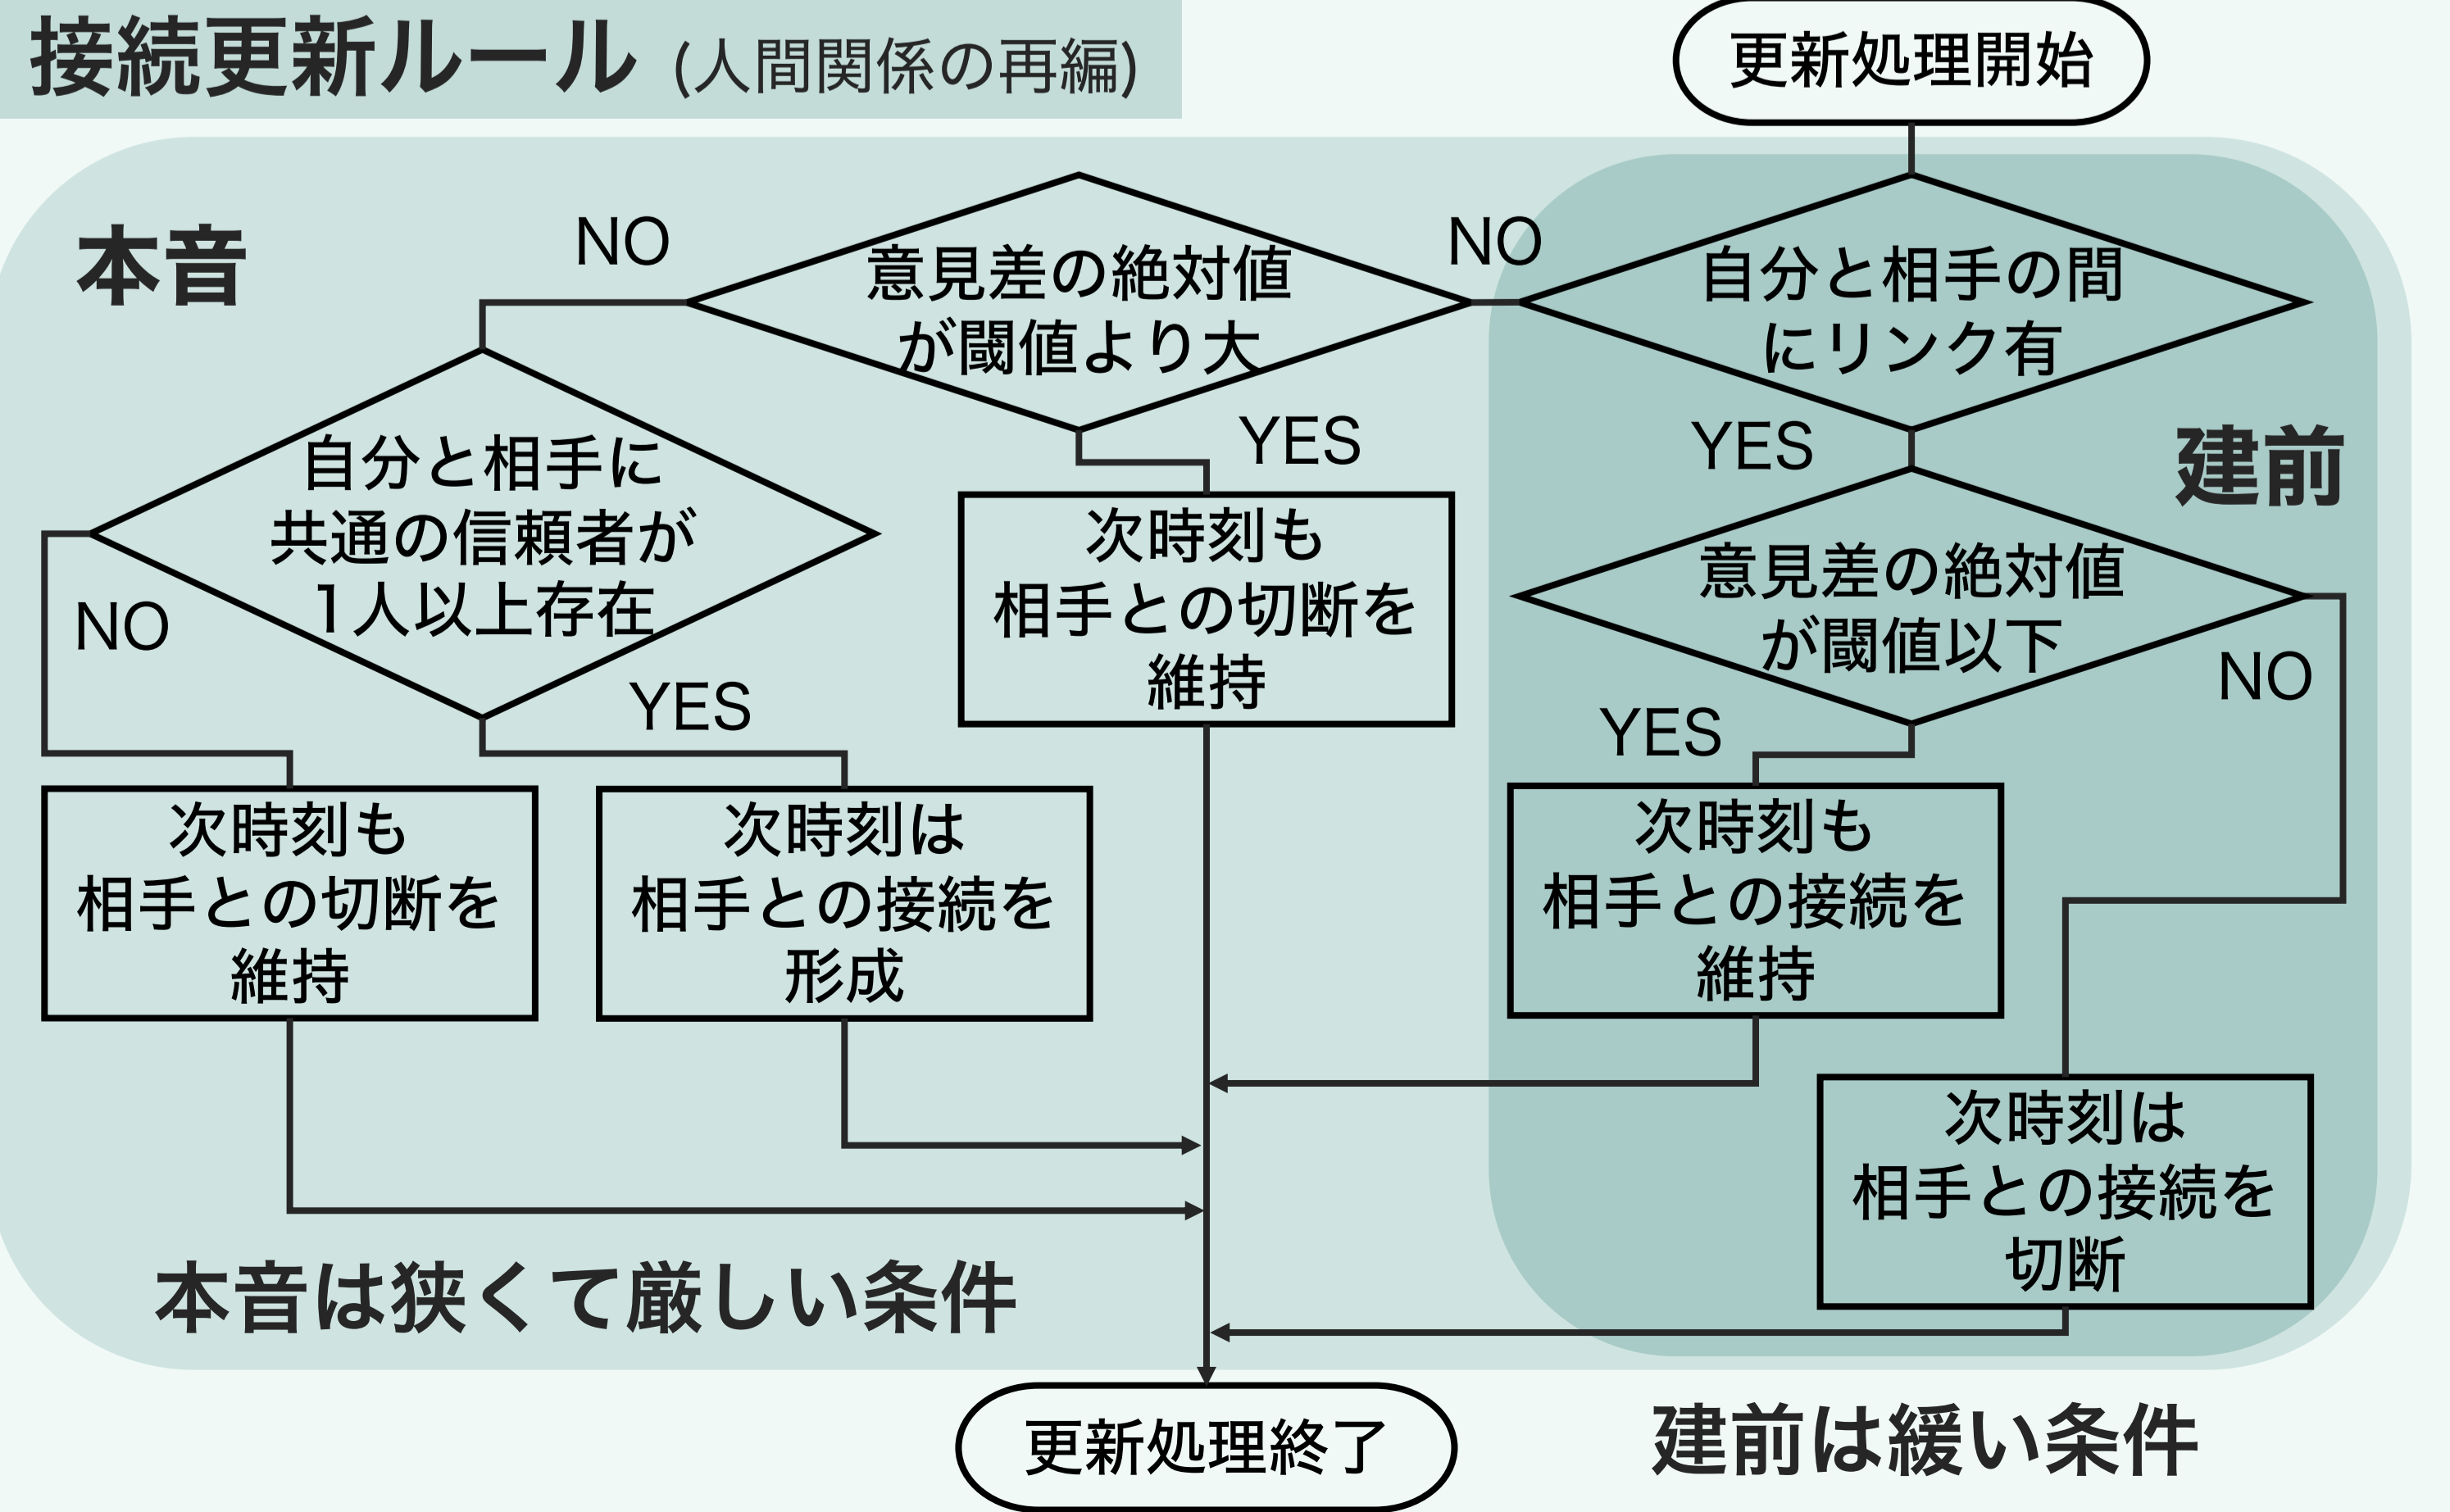 接続更新ルール（人間関係の再編）
更新処理開始
本音
NO
意見差の絶対値
が閾値より大
NO
自分と相手の間
にリンク有
YES
YES
建前
自分と相手に
共通の信頼者が
1人以上存在
NO
YES
次時刻も
相手との切断を
維持
意見差の絶対値
が閾値以下
NO
YES
次時刻も
相手との切断を
維持
次時刻は
相手との接続を
形成
次時刻も
相手との接続を
維持
次時刻は
相手との接続を
切断
本音は狭くて厳しい条件
更新処理終了
建前は緩い条件